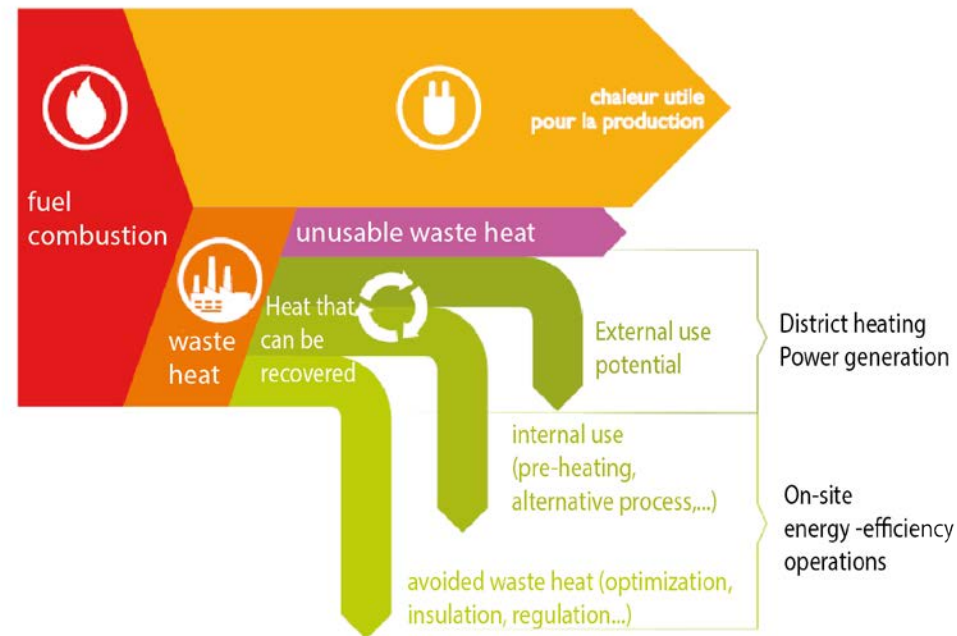 chaleur utile
pour la production
fuel
combustion
unusable waste heat
waste
heat
Heat that
can be
recovered
External use
potential
District heating
Power generation
internal use
(pre-heating,
alternative process,...)
On-site
energy -efficiency
operations
avoided waste heat (optimization,
insulation, regulation...)